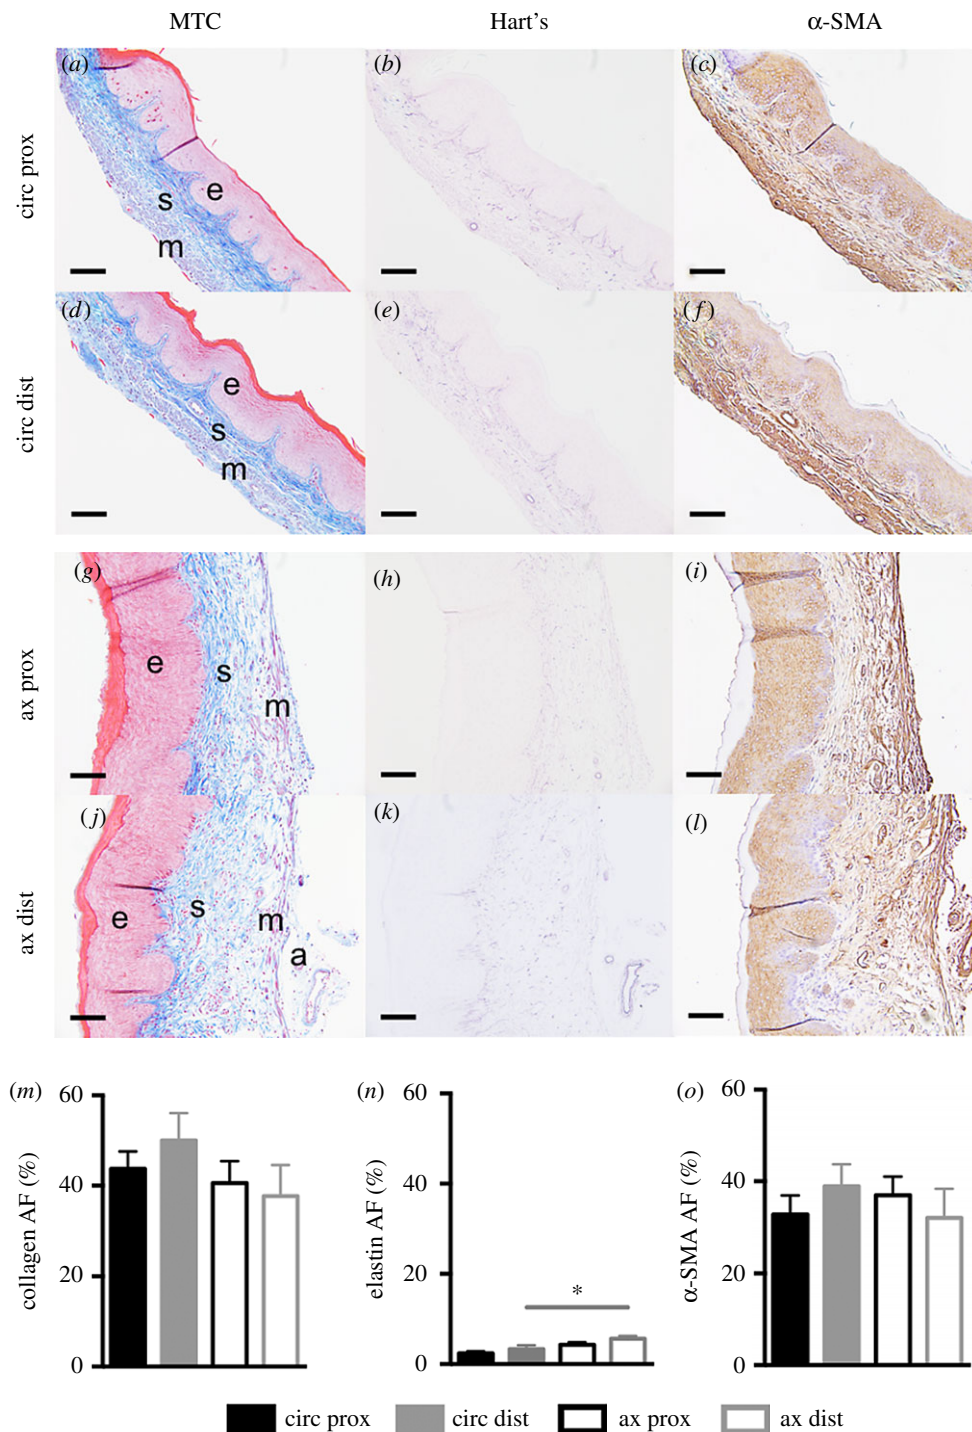 MTC Hart's α-SMA
circ prox
(a) (b) (c)
e
s
m
circ dist
(d) (e) (f)
e
s
m
ax prox
(g) (h) (i)
e s
m
ax dist
(j) (k) (l)
e s m
a
(m) (n) (o)
collagen AF (%)
60
40
20
0
elastin AF (%)
60
40
20
0
*
α-SMA AF (%)
60
40
20
0
circ prox circ dist ax prox ax dist